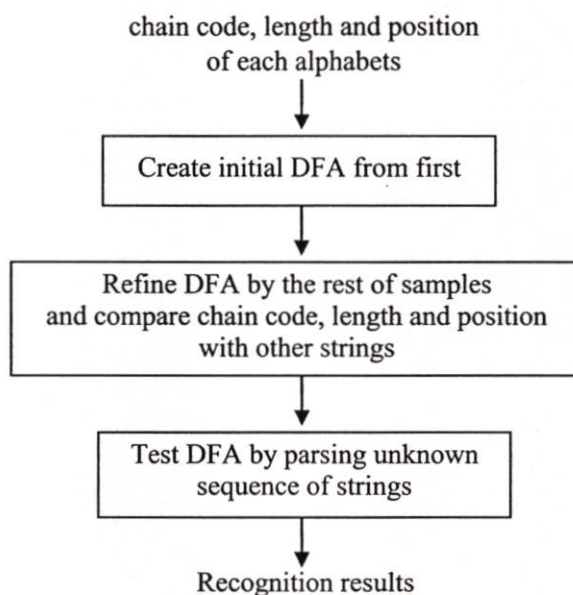 chain code, length and position
of each alphabets
Create initial DFA from first
Refine DFA by the rest of samples
and compare chain code, length and position
with other strings
Test DFA by parsing unknown
sequence of strings
Recognition results